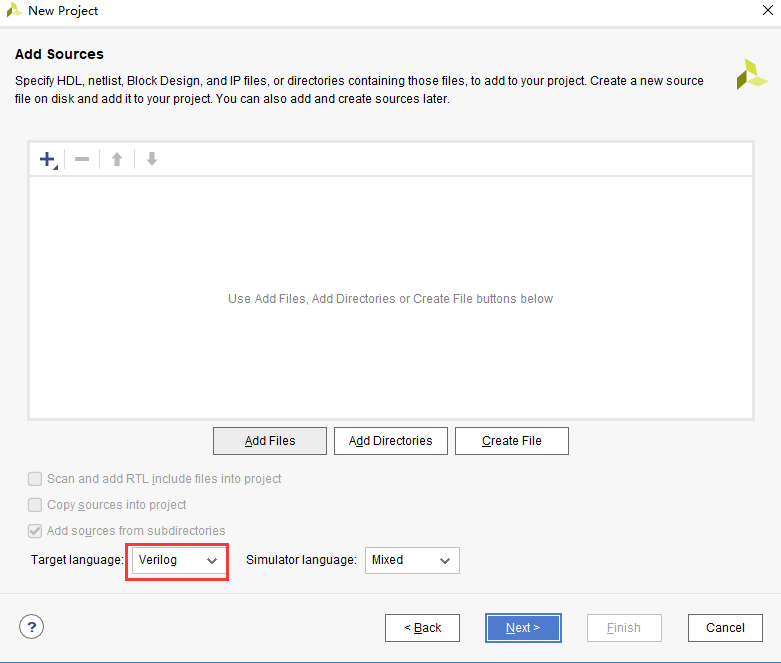 New Project
Add Sources
Specify HDL, netlist, Block Design, and IP files, or directories containing those files, to add to your project. Create a new source
file on disk and add it to your project. You can also add and create sources later.
Use Add Files, Add Directories or Create File buttons below
Add Files Add Directories Create File
Scan and add RTL include files into project
Copy sources into project
Add sources from subdirectories
Target language: Verilog Simulator language: Mixed
? < Back Next > Finish Cancel